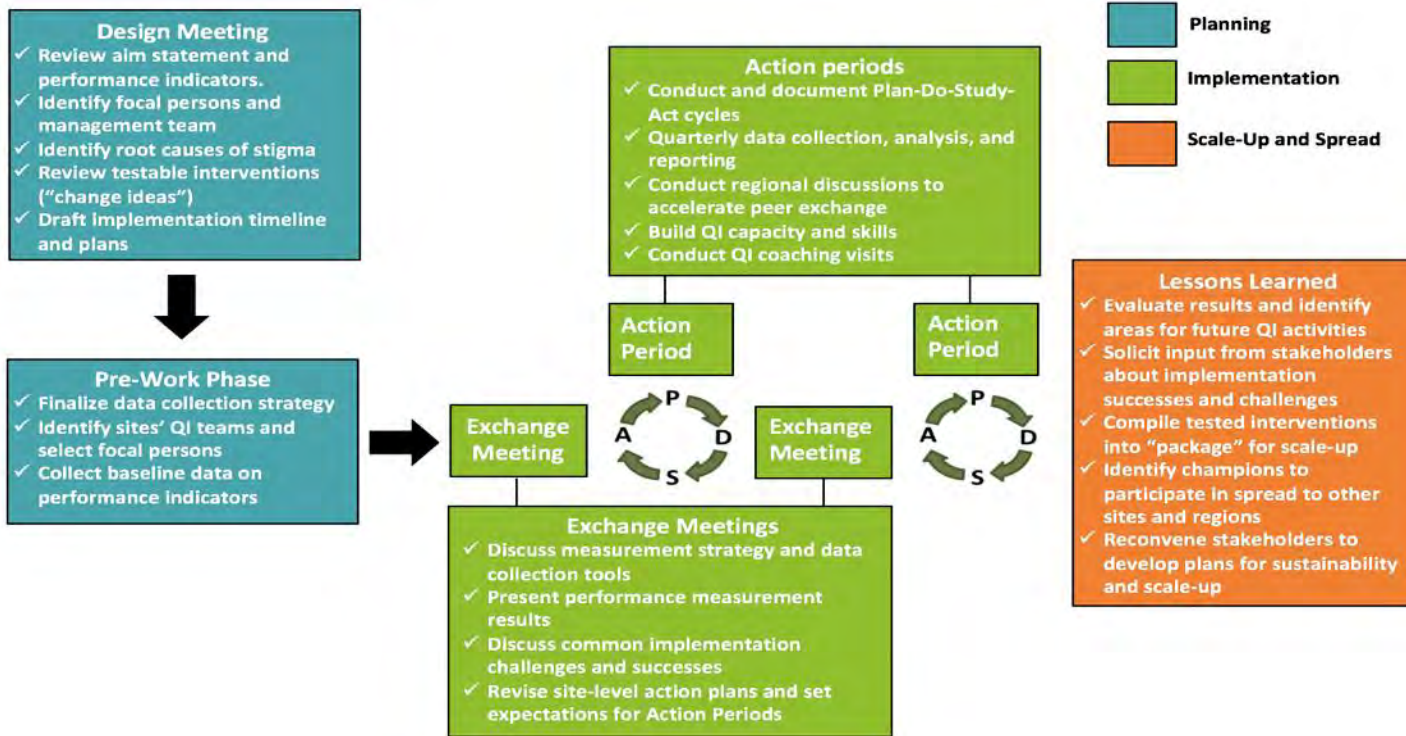 Design Meeting
✓ Review aim statement and
performance indicators.
✓ Identify focal persons and
management team
✓ Identify root causes of stigma
✓ Review testable interventions
("change ideas")
✓ Draft implementation timeline
and plans
Pre-Work Phase
✓ Finalize data collection strategy
✓ Identify sites' QI teams and
select focal persons
✓ Collect baseline data on
performance indicators
Action periods
✓ Conduct and document Plan-Do-Study-
Act cycles
✓ Quarterly data collection, analysis, and
reporting
✓ Conduct regional discussions to
accelerate peer exchange
✓ Build QI capacity and skills
✓ Conduct QI coaching visits
Action
Period
Action
Period
Exchange
Meeting
P
A D
S
Exchange
Meeting
P
A D
S
Exchange Meetings
✓ Discuss measurement strategy and data
collection tools
✓ Present performance measurement
results
✓ Discuss common implementation
challenges and successes
✓ Revise site-level action plans and set
expectations for Action Periods
Planning
Implementation
Scale-Up and Spread
Lessons Learned
✓ Evaluate results and identify
areas for future QI activities
✓ Solicit input from stakeholders
about implementation
successes and challenges
✓ Compile tested interventions
into "package" for scale-up
✓ Identify champions to
participate in spread to other
sites and regions
✓ Reconvene stakeholders to
develop plans for sustainability
and scale-up